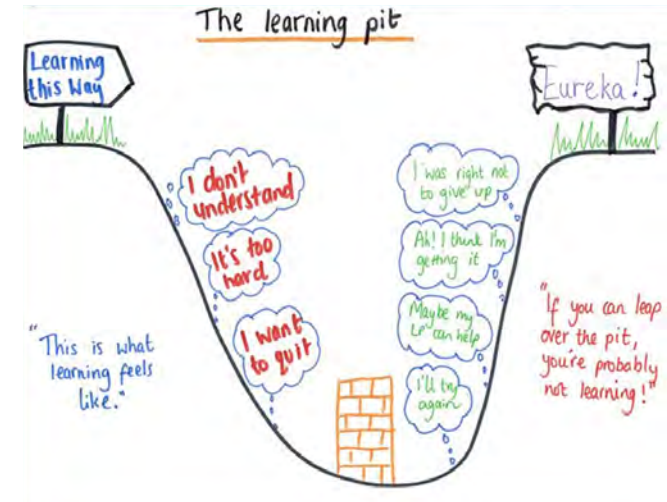 The learning pit
Learning
this Way
Eureka!
I don't
understand
It's too
hard
I want
to quit
I was right not
to give up
Ah! I think I'm
getting it
Maybe my
LP can help
I'll try
again
"This is what
learning feels
like."
"If you can leap
over the pit,
you're probably
not learning!"